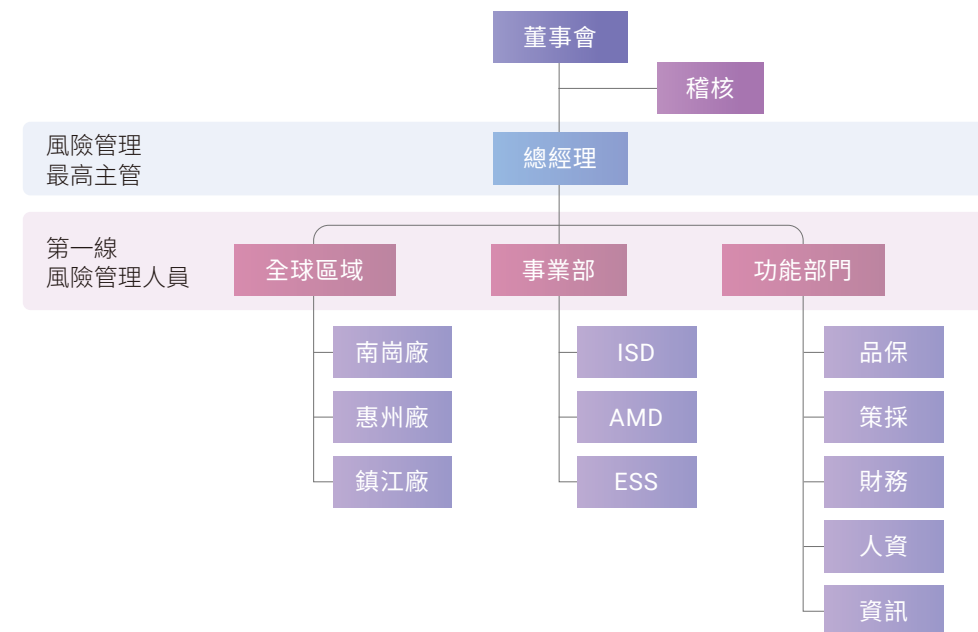 董事會
稽核
風險管理
最高主管
總經理
第一線
風險管理人員
全球區域
事業部
功能部門
南崗廠
ISD
品保
惠州廠
AMD
策採
鎮江廠
ESS
財務
人資
資訊